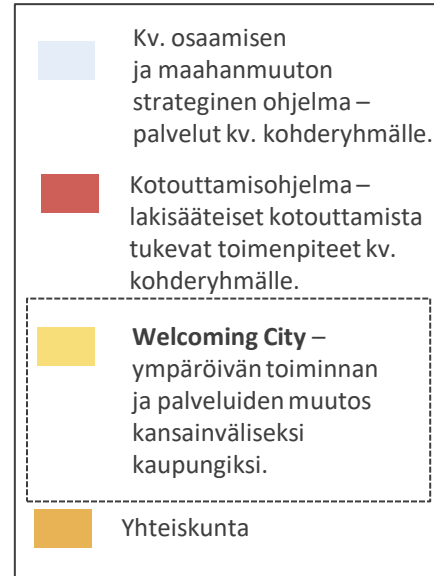 Kv. osaamisen
ja maahanmuuton
strateginen ohjelma –
palvelut kv. kohderyhmälle.
Kotouttamisohjelma –
lakisääteiset kotouttamista
tukevat toimenpiteet kv.
kohderyhmälle.
Welcoming City –
ympäröivän toiminnan
ja palveluiden muutos
kansainväliseksi
kaupungiksi.
Yhteiskunta